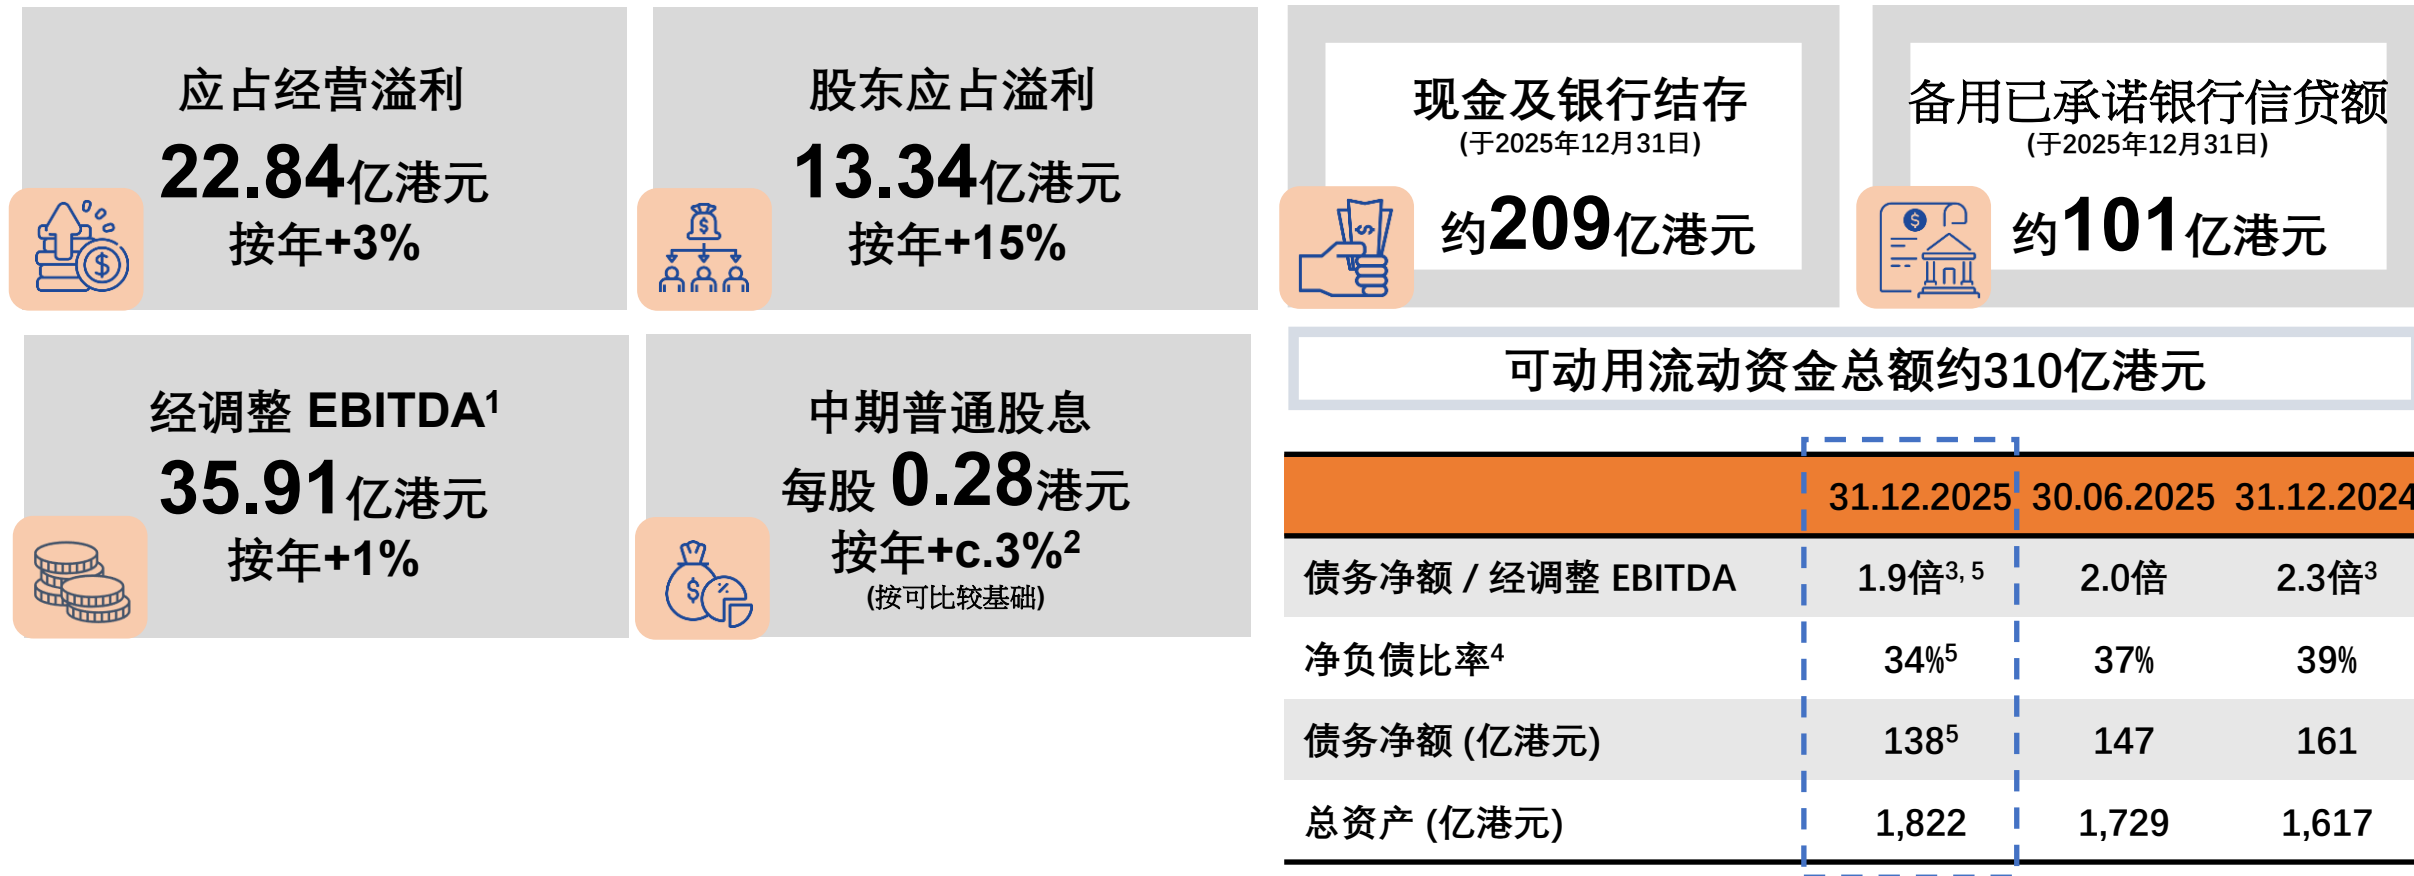 应占经营溢利
22.84亿港元
按年+3%
股东应占溢利
13.34亿港元
按年+15%
经调整 EBITDA1
35.91亿港元
按年+1%
中期普通股息
每股 0.28港元
按年+c.3%2
(按可比较基础)
现金及银行结存
(于2025年12月31日)
约209亿港元
备用已承诺银行信贷额
(于2025年12月31日)
约101亿港元
可动用流动资金总额约310亿港元
31.12.2025 30.06.2025 31.12.2024
债务净额 / 经调整 EBITDA 1.9倍3, 5 2.0倍 2.3倍3
净负债比率4 34%5 37% 39%
债务净额 (亿港元) 1385 147 161
总资产 (亿港元) 1,822 1,729 1,617